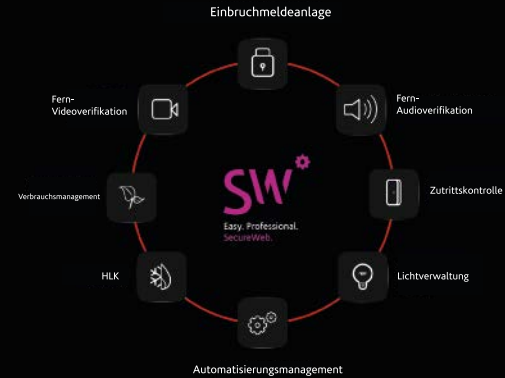 Einbruchmeldeanlage
Fern-
Videoverifikation
Fern-
Audioverifikation
Verbrauchsmanagement
SW
Easy. Professional.
SecureWeb.
Zutrittskontrolle
HLK
Lichtverwaltung
Automatisierungsmanagement